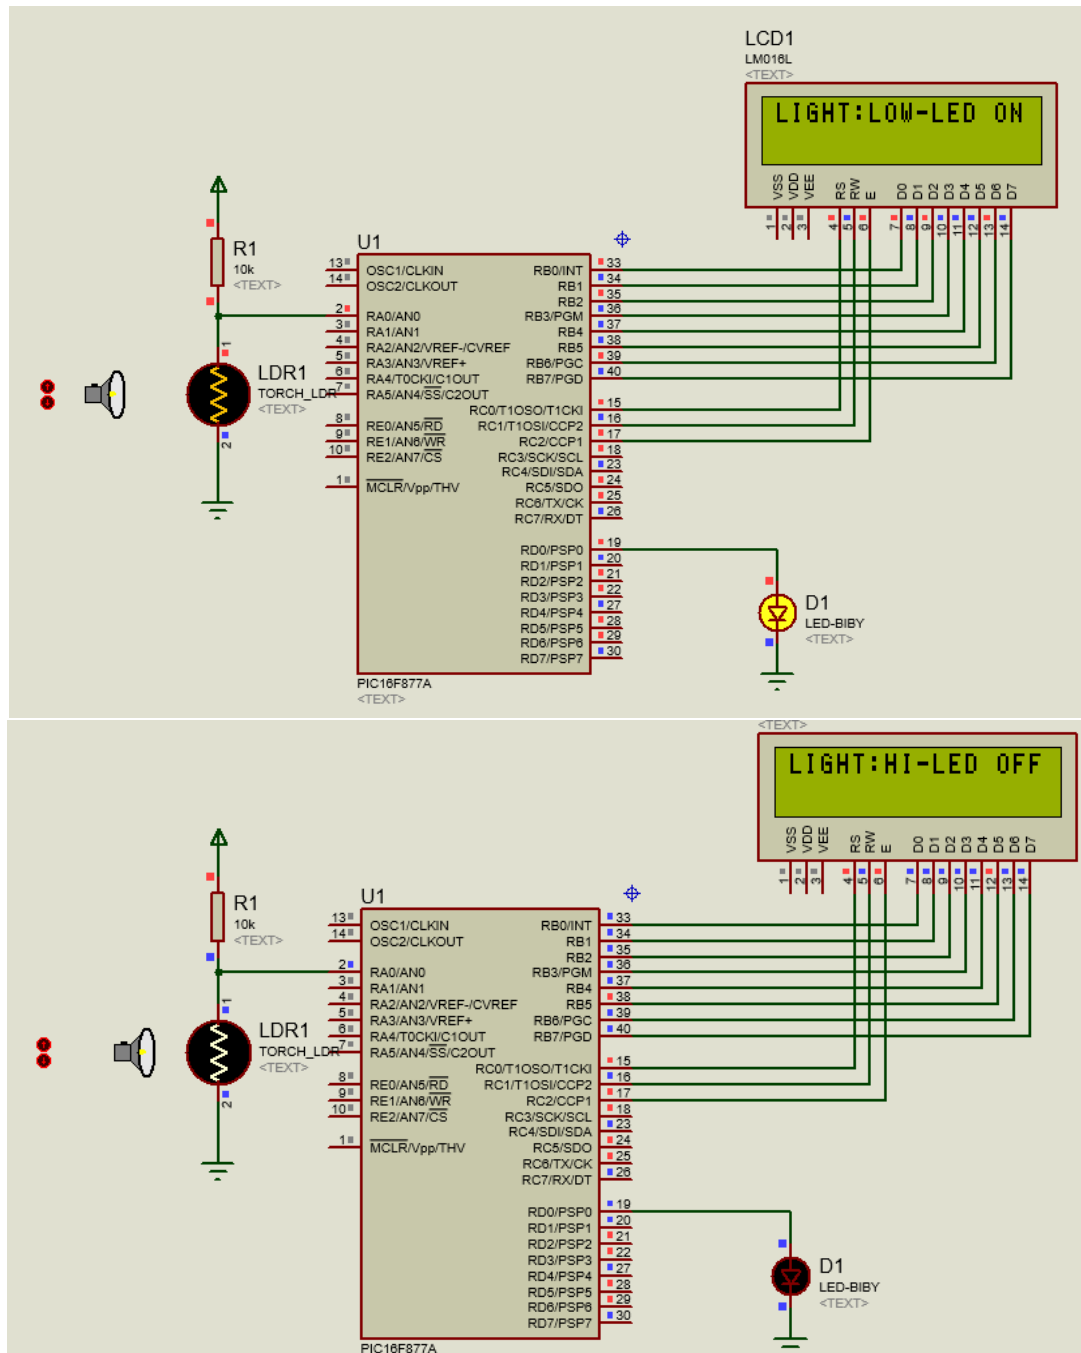 LCD1
LM016L
<TEXT>
LIGHT:LOW-LED ON
VSS VDD VEE RS RW E D0 D1 D2 D3 D4 D5 D6 D7
1 2 3 4 5 6 7 8 9 10 11 12 13 14
R1
10k
<TEXT>
LDR1
TORCH_LDR
<TEXT>
1
2
U1
13 OSC1/CLKIN
14 OSC2/CLKOUT
2 RA0/AN0
3 RA1/AN1
4 RA2/AN2/VREF-/CVREF
5 RA3/AN3/VREF+
6 RA4/T0CKI/C1OUT
7 RA5/AN4/SS/C2OUT
8 RE0/AN5/RD
9 RE1/AN6/WR
10 RE2/AN7/CS
1 MCLR/Vpp/THV
RB0/INT 33
RB1 34
RB2 35
RB3/PGM 36
RB4 37
RB5 38
RB6/PGC 39
RB7/PGD 40
RC0/T1OSO/T1CKI 15
RC1/T1OSI/CCP2 16
RC2/CCP1 17
RC3/SCK/SCL 18
RC4/SDI/SDA 23
RC5/SDO 24
RC6/TX/CK 25
RC7/RX/DT 26
RD0/PSP0 19
RD1/PSP1 20
RD2/PSP2 21
RD3/PSP3 22
RD4/PSP4 27
RD5/PSP5 28
RD6/PSP6 29
RD7/PSP7 30
PIC16F877A
<TEXT>
D1
LED-BIBY
<TEXT>
<TEXT>
LIGHT:HI-LED OFF
VSS VDD VEE RS RW E D0 D1 D2 D3 D4 D5 D6 D7
1 2 3 4 5 6 7 8 9 10 11 12 13 14
R1
10k
<TEXT>
LDR1
TORCH_LDR
<TEXT>
1
2
U1
13 OSC1/CLKIN
14 OSC2/CLKOUT
2 RA0/AN0
3 RA1/AN1
4 RA2/AN2/VREF-/CVREF
5 RA3/AN3/VREF+
6 RA4/T0CKI/C1OUT
7 RA5/AN4/SS/C2OUT
8 RE0/AN5/RD
9 RE1/AN6/WR
10 RE2/AN7/CS
1 MCLR/Vpp/THV
RB0/INT 33
RB1 34
RB2 35
RB3/PGM 36
RB4 37
RB5 38
RB6/PGC 39
RB7/PGD 40
RC0/T1OSO/T1CKI 15
RC1/T1OSI/CCP2 16
RC2/CCP1 17
RC3/SCK/SCL 18
RC4/SDI/SDA 23
RC5/SDO 24
RC6/TX/CK 25
RC7/RX/DT 26
RD0/PSP0 19
RD1/PSP1 20
RD2/PSP2 21
RD3/PSP3 22
RD4/PSP4 27
RD5/PSP5 28
RD6/PSP6 29
RD7/PSP7 30
PIC16F877A
D1
LED-BIBY
<TEXT>